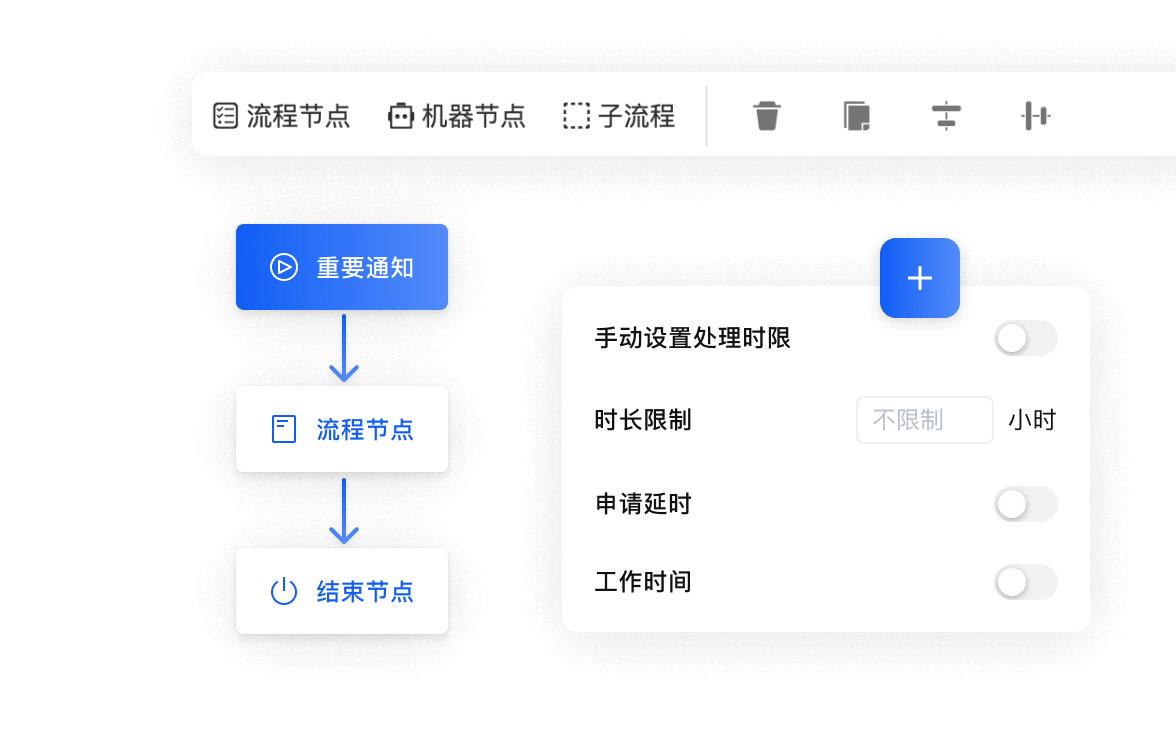 流程节点 机器节点 子流程
重要通知
流程节点
结束节点
手动设置处理时限
时长限制 不限制 小时
申请延时
工作时间